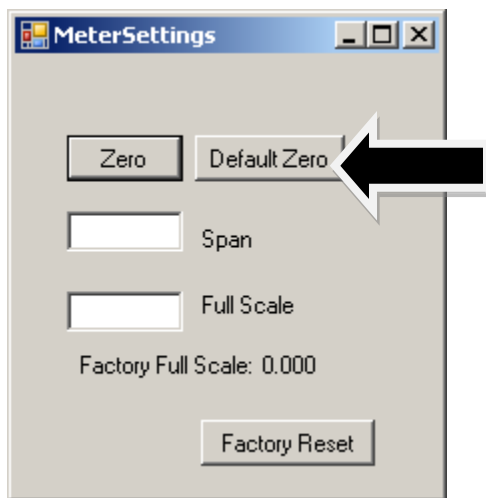 MeterSettings
Zero Default Zero
Span
Full Scale
Factory Full Scale: 0.000
Factory Reset